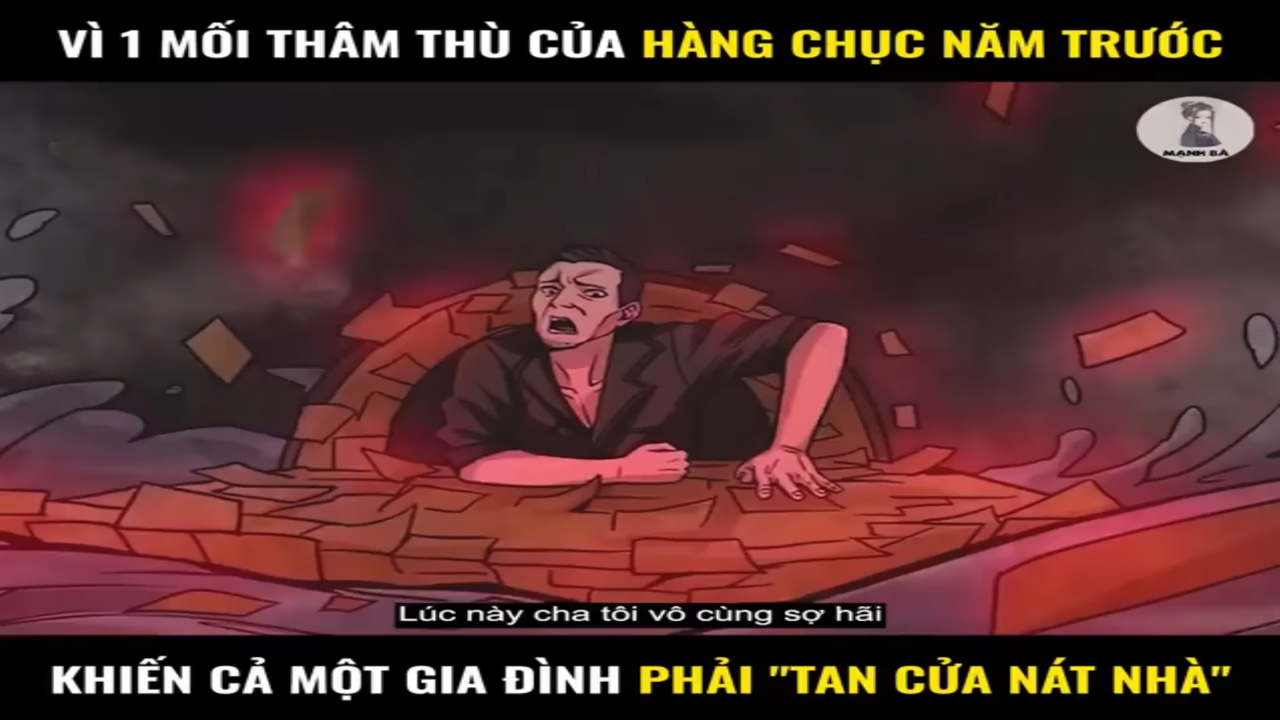 VÌ 1 MỐI THÂM THÙ CỦA HÀNG CHỤC NĂM TRƯỚC
MẠNH BÀ
Lúc này cha tôi vô cùng sợ hãi
KHIẾN CẢ MỘT GIA ĐÌNH PHẢI "TAN CỬA NÁT NHÀ"